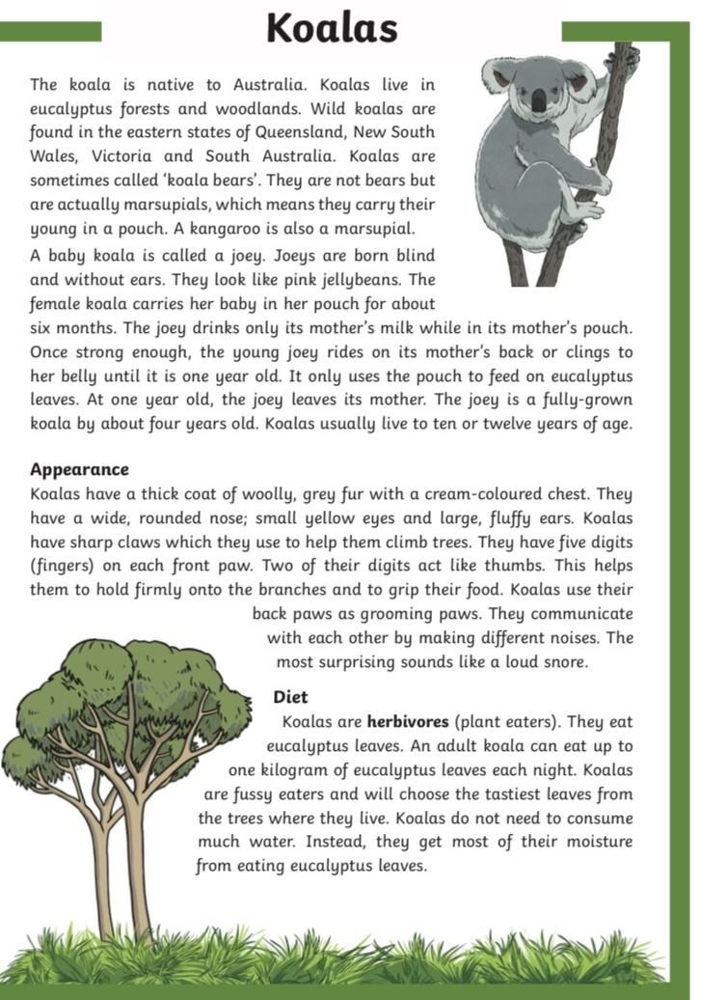 Koalas
The koala is native to Australia. Koalas live in
eucalyptus forests and woodlands. Wild koalas are
found in the eastern states of Queensland, New South
Wales, Victoria and South Australia. Koalas are
sometimes called ‘koala bears’. They are not bears but
are actually marsupials, which means they carry their
young in a pouch. A kangaroo is also a marsupial.
A baby koala is called a joey. Joeys are born blind
and without ears. They look like pink jellybeans. The
female koala carries her baby in her pouch for about
six months. The joey drinks only its mother’s milk while in its mother’s pouch.
Once strong enough, the young joey rides on its mother’s back or clings to
her belly until it is one year old. It only uses the pouch to feed on eucalyptus
leaves. At one year old, the joey leaves its mother. The joey is a fully-grown
koala by about four years old. Koalas usually live to ten or twelve years of age.
Appearance
Koalas have a thick coat of woolly, grey fur with a cream-coloured chest. They
have a wide, rounded nose; small yellow eyes and large, fluffy ears. Koalas
have sharp claws which they use to help them climb trees. They have five digits
(fingers) on each front paw. Two of their digits act like thumbs. This helps
them to hold firmly onto the branches and to grip their food. Koalas use their
back paws as grooming paws. They communicate
with each other by making different noises. The
most surprising sounds like a loud snore.
Diet
Koalas are herbivores (plant eaters). They eat
eucalyptus leaves. An adult koala can eat up to
one kilogram of eucalyptus leaves each night. Koalas
are fussy eaters and will choose the tastiest leaves from
the trees where they live. Koalas do not need to consume
much water. Instead, they get most of their moisture
from eating eucalyptus leaves.